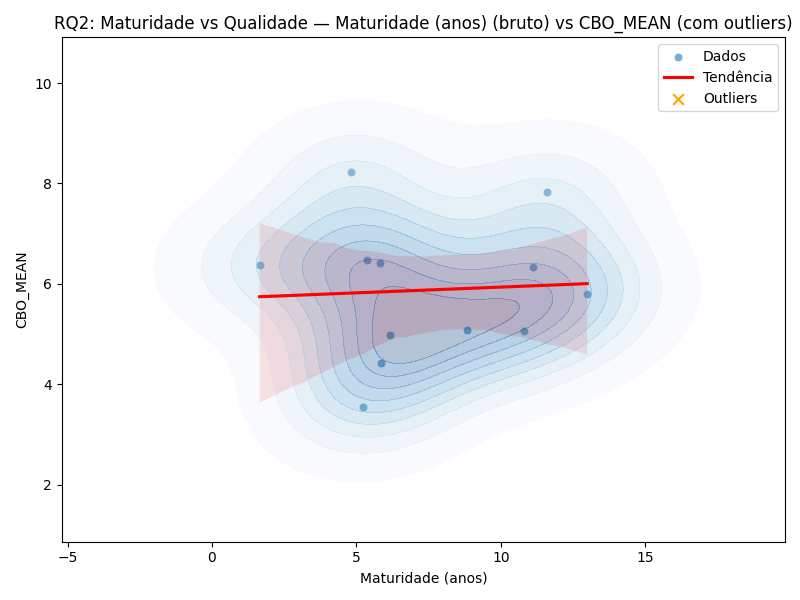 RQ2: Maturidade vs Qualidade — Maturidade (anos) (bruto) vs CBO_MEAN (com outliers)
Dados
Tendência
Outliers
10
8
6
4
2
CBO_MEAN
−5
0
5
10
15
Maturidade (anos)